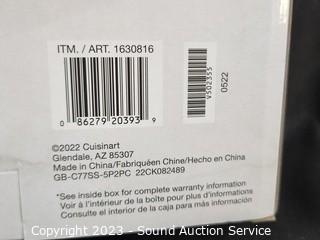 ITM. / ART. 1630816
0 86279 20393 9
V502355
0522
©2022 Cuisinart
Glendale, AZ 85307
Made in China/Fabriquéen Chine/Hecho en China
GB-C77SS-5P2PC 22CK082489
*See inside box for complete warranty information
Voir à l'intérieur de la boîte pour plus d'informations
Consulte el interior de la caja para más información
Copyright 2023 - Sound Auction Service